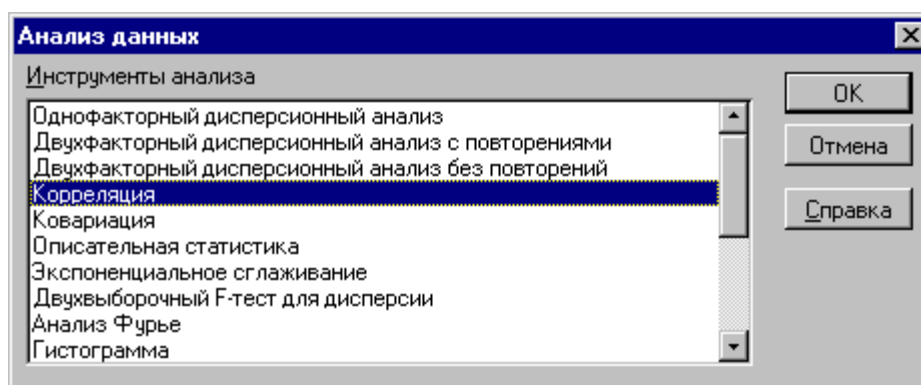 Анализ данных
Инструменты анализа
Однофакторный дисперсионный анализ
Двухфакторный дисперсионный анализ с повторениями
Двухфакторный дисперсионный анализ без повторений
Корреляция
Ковариация
Описательная статистика
Экспоненциальное сглаживание
Двухвыборочный F-тест для дисперсии
Анализ Фурье
Гистограмма
OK
Отмена
Справка